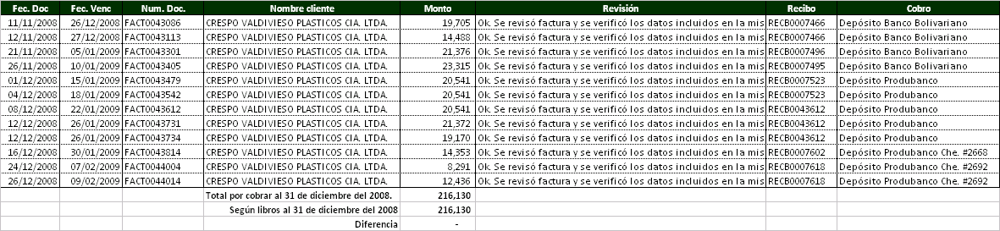 Fec. Doc Fec. Venc Num. Doc. Nombre cliente Monto Revisión Recibo Cobro
11/11/2008 26/12/2008 FACT0043086 CRESPO VALDIVIESO PLASTICOS CIA. LTDA. 19,705 Ok. Se revisó factura y se verificó los datos incluidos en la mis RECB0007466 Depósito Banco Bolivariano
12/11/2008 27/12/2008 FACT0043113 CRESPO VALDIVIESO PLASTICOS CIA. LTDA. 14,488 Ok. Se revisó factura y se verificó los datos incluidos en la mis RECB0007466 Depósito Banco Bolivariano
21/11/2008 05/01/2009 FACT0043301 CRESPO VALDIVIESO PLASTICOS CIA. LTDA. 21,376 Ok. Se revisó factura y se verificó los datos incluidos en la mis RECB0007496 Depósito Banco Bolivariano
26/11/2008 10/01/2009 FACT0043405 CRESPO VALDIVIESO PLASTICOS CIA. LTDA. 23,315 Ok. Se revisó factura y se verificó los datos incluidos en la mis RECB0007495 Depósito Banco Bolivariano
01/12/2008 15/01/2009 FACT0043479 CRESPO VALDIVIESO PLASTICOS CIA. LTDA. 20,541 Ok. Se revisó factura y se verificó los datos incluidos en la mis RECB0007523 Depósito Produbanco
04/12/2008 18/01/2009 FACT0043542 CRESPO VALDIVIESO PLASTICOS CIA. LTDA. 20,541 Ok. Se revisó factura y se verificó los datos incluidos en la mis RECB0007523 Depósito Produbanco
08/12/2008 22/01/2009 FACT0043612 CRESPO VALDIVIESO PLASTICOS CIA. LTDA. 20,541 Ok. Se revisó factura y se verificó los datos incluidos en la mis RECB0043612 Depósito Produbanco
12/12/2008 26/01/2009 FACT0043731 CRESPO VALDIVIESO PLASTICOS CIA. LTDA. 21,372 Ok. Se revisó factura y se verificó los datos incluidos en la mis RECB0043612 Depósito Produbanco
12/12/2008 26/01/2009 FACT0043734 CRESPO VALDIVIESO PLASTICOS CIA. LTDA. 19,170 Ok. Se revisó factura y se verificó los datos incluidos en la mis RECB0043612 Depósito Produbanco
16/12/2008 30/01/2009 FACT0043814 CRESPO VALDIVIESO PLASTICOS CIA. LTDA. 14,353 Ok. Se revisó factura y se verificó los datos incluidos en la mis RECB0007602 Depósito Produbanco Che. #2668
24/12/2008 07/02/2009 FACT0044004 CRESPO VALDIVIESO PLASTICOS CIA. LTDA. 8,291 Ok. Se revisó factura y se verificó los datos incluidos en la mis RECB0007618 Depósito Produbanco Che. #2692
26/12/2008 09/02/2009 FACT0044014 CRESPO VALDIVIESO PLASTICOS CIA. LTDA. 12,436 Ok. Se revisó factura y se verificó los datos incluidos en la mis RECB0007618 Depósito Produbanco Che. #2692
Total por cobrar al 31 de diciembre del 2008. 216,130
Según libros al 31 de diciembre del 2008 216,130
Diferencia -